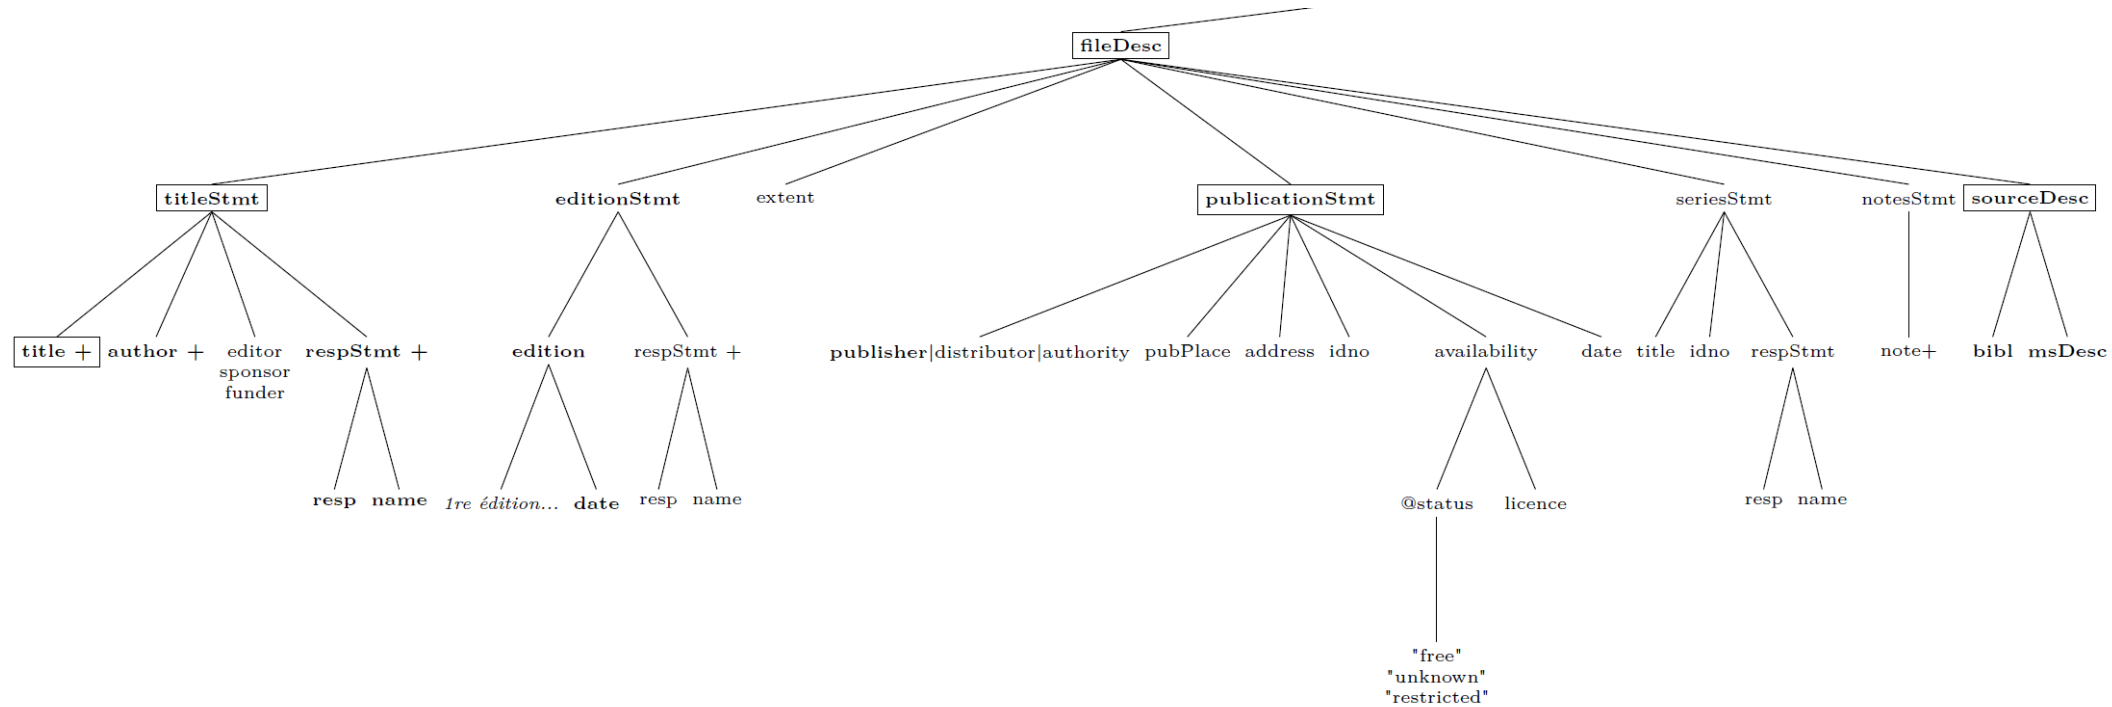 fileDesc
titleStmt
editionStmt
extent
publicationStmt
seriesStmt
notesStmt
sourceDesc
title +
author +
editor
sponsor
funder
respStmt +
edition
respStmt +
publisher|distributor|authority
pubPlace
address
idno
availability
date
title
idno
respStmt
note+
bibl
msDesc
resp
name
1re édition...
date
resp
name
@status
licence
resp
name
"free"
"unknown"
"restricted"